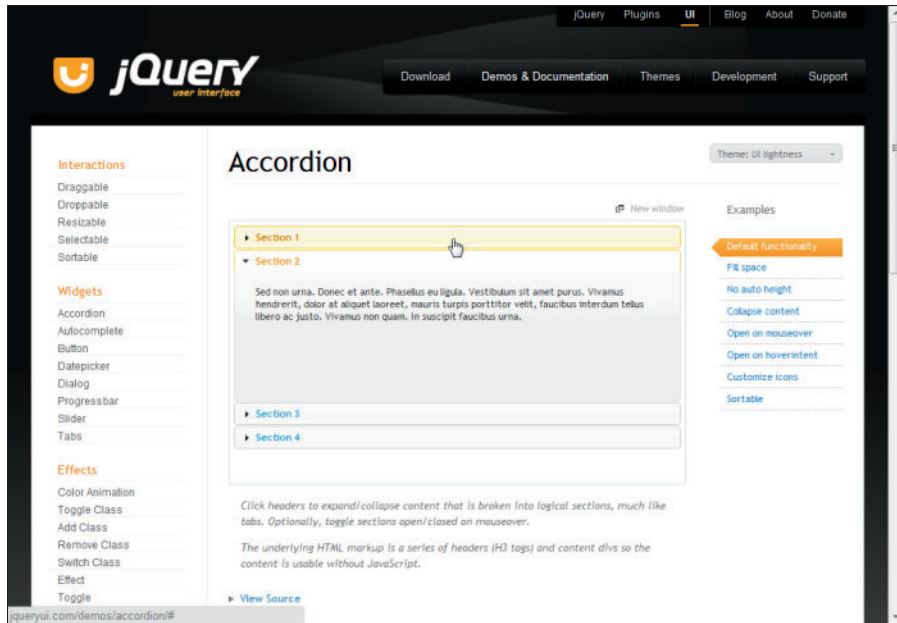 jQuery Plugins UI Blog About Donate
jQuery
user interface
Download Demos & Documentation Themes Development Support
Interactions
Draggable
Droppable
Resizable
Selectable
Sortable
Widgets
Accordion
Autocomplete
Button
Datepicker
Dialog
Progressbar
Slider
Tabs
Effects
Color Animation
Toggle Class
Add Class
Remove Class
Switch Class
Effect
Toggle
Accordion
Theme: UI lightness
New window
Section 1
Section 2
Sed non urna. Donec et ante. Phasellus eu ligula. Vestibulum sit amet purus. Vivamus
hendrerit, dolor at aliquet laoreet, mauris turpis porttitor velit, faucibus interdum tellus
libero ac justo. Vivamus non quam. In suscipit faucibus urna.
Section 3
Section 4
Click headers to expand/collapse content that is broken into logical sections, much like
tabs. Optionally, toggle sections open/closed on mouseover.
The underlying HTML markup is a series of headers (H3 tags) and content divs so the
content is usable without JavaScript.
View Source
Examples
Default functionality
Fill space
No auto height
Collapse content
Open on mouseover
Open on hoverintent
Customize icons
Sortable
jqueryui.com/demos/accordion/#